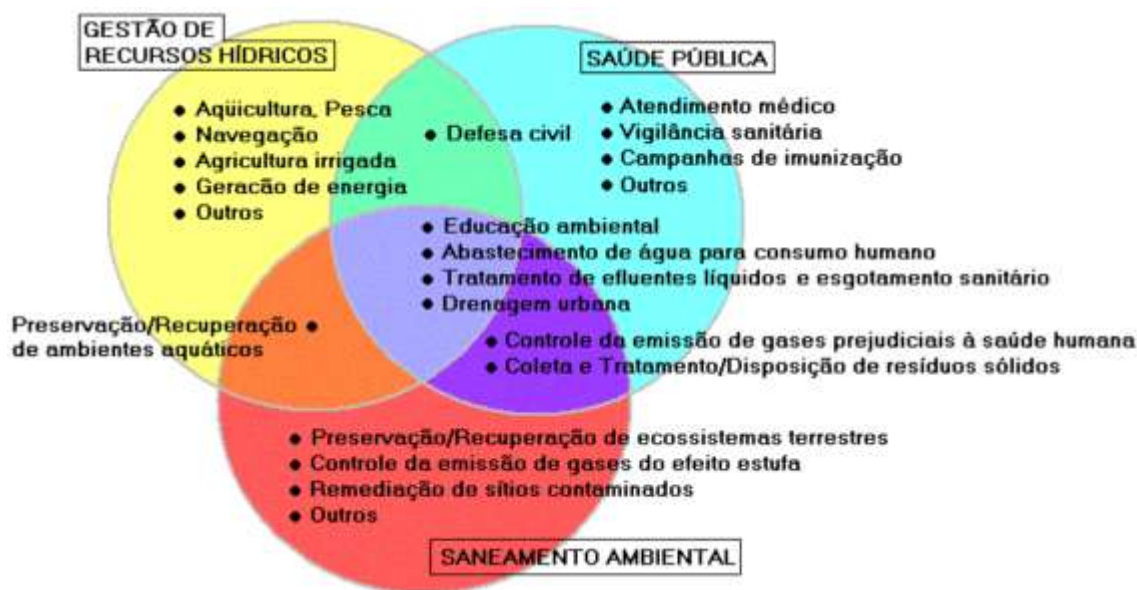 GESTÃO DE
RECURSOS HÍDRICOS
SAÚDE PÚBLICA
● Aqüicultura, Pesca
● Navegação
● Agricultura irrigada
● Geracão de energia
● Outros
● Defesa civil
● Atendimento médico
● Vigilância sanitária
● Campanhas de imunização
● Outros
● Educação ambiental
● Abastecimento de água para consumo humano
● Tratamento de efluentes líquidos e esgotamento sanitário
● Drenagem urbana
Preservação/Recuperação ●
de ambientes aquáticos
● Controle da emissão de gases prejudiciais à saúde humana
● Coleta e Tratamento/Disposição de resíduos sólidos
● Preservação/Recuperação de ecossistemas terrestres
● Controle da emissão de gases do efeito estufa
● Remediação de sítios contaminados
● Outros
SANEAMENTO AMBIENTAL